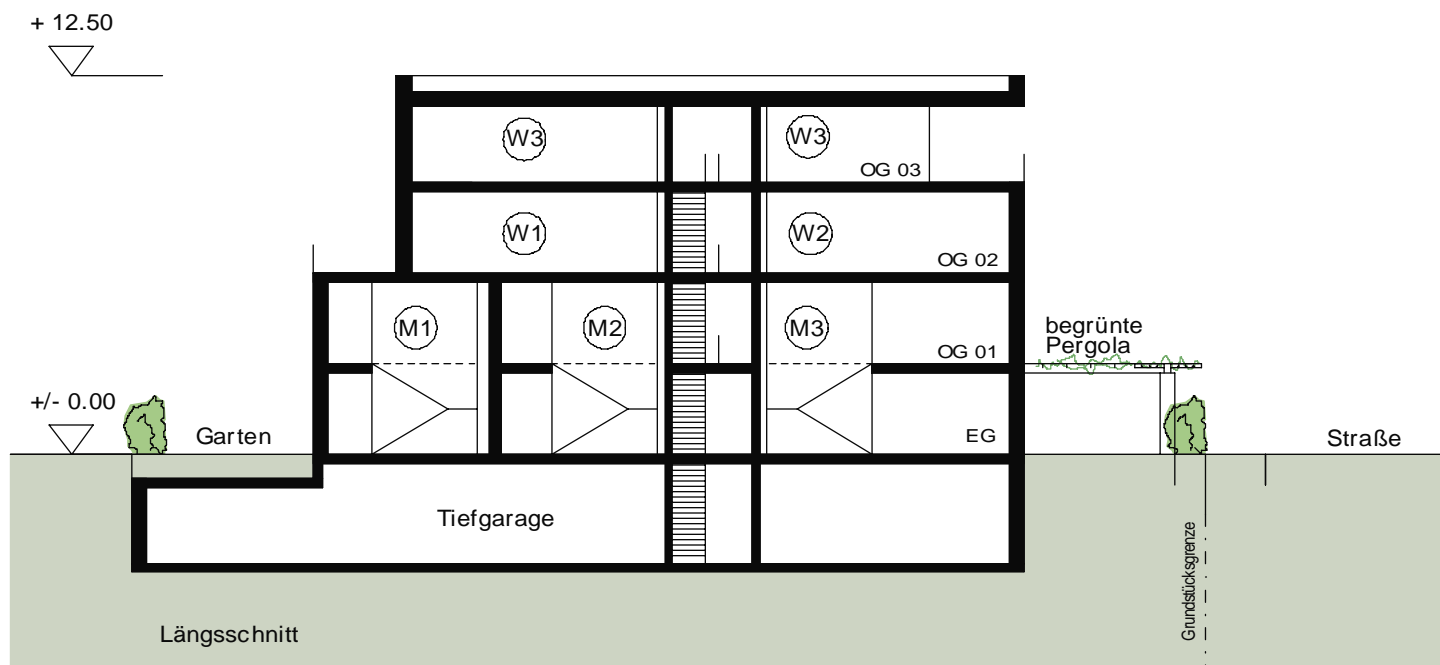 + 12.50
W3
W3
OG 03
W1
W2
OG 02
M1
M2
M3
OG 01
begrünte
Pergola
+/- 0.00
Garten
EG
Straße
Tiefgarage
Grundstücksgrenze
Längsschnitt